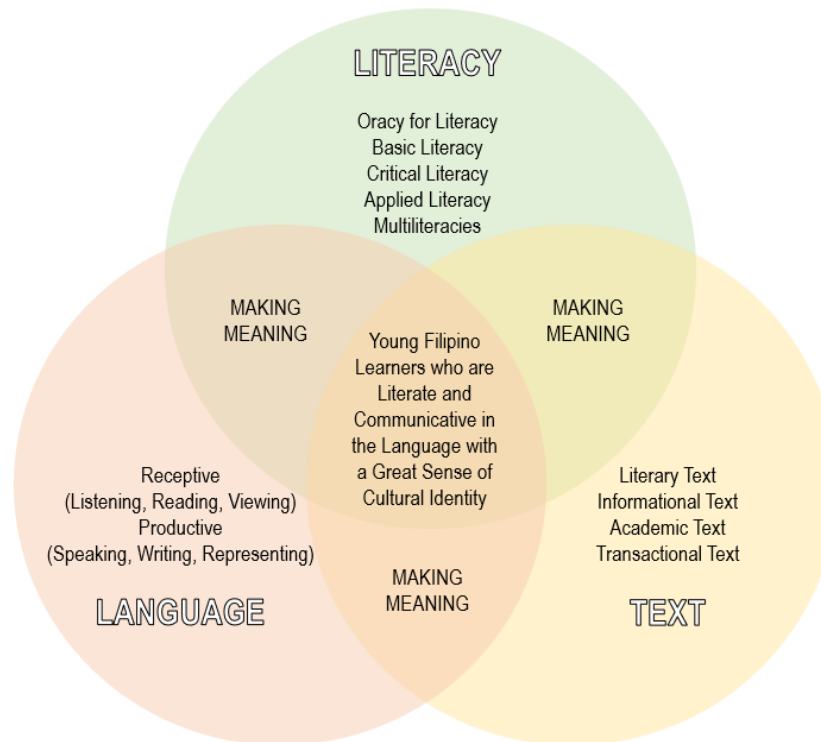 LITERACY
Oracy for Literacy
Basic Literacy
Critical Literacy
Applied Literacy
Multiliteracies
MAKING
MEANING
MAKING
MEANING
Young Filipino
Learners who are
Literate and
Communicative in
the Language with
a Great Sense of
Cultural Identity
Receptive
(Listening, Reading, Viewing)
Productive
(Speaking, Writing, Representing)
LANGUAGE
Literary Text
Informational Text
Academic Text
Transactional Text
TEXT
MAKING
MEANING